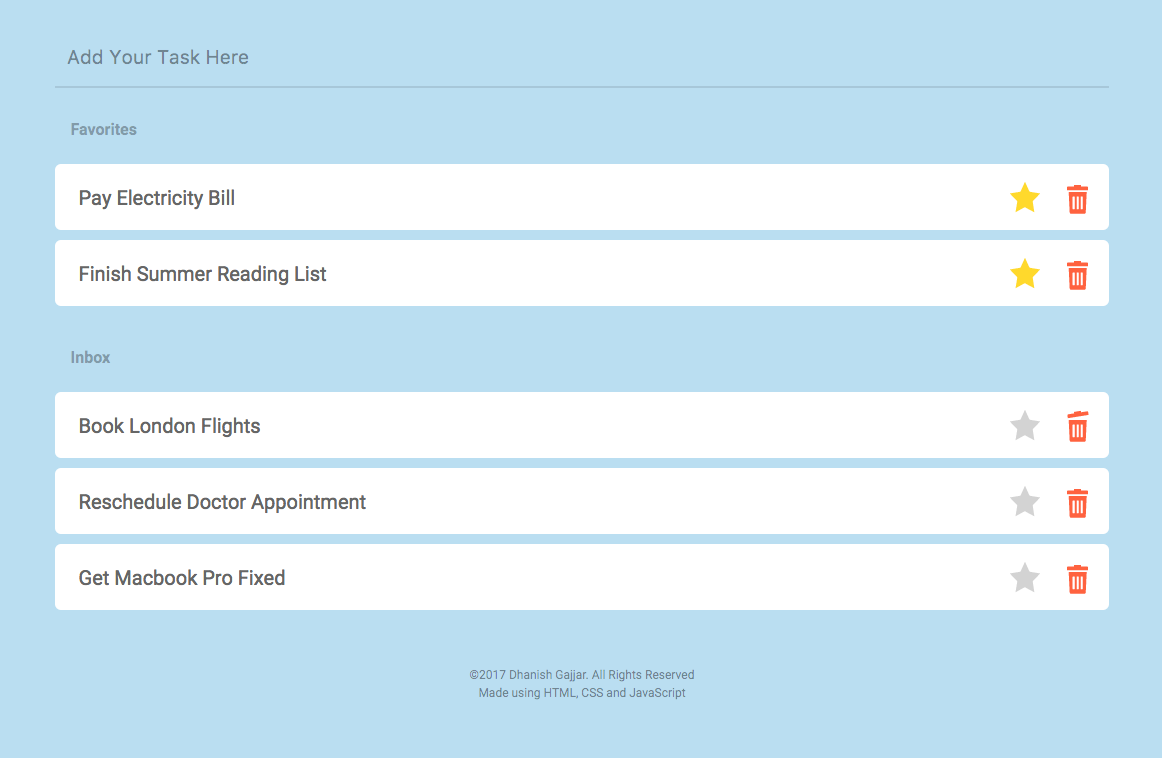 Add Your Task Here
Favorites
Pay Electricity Bill
Finish Summer Reading List
Inbox
Book London Flights
Reschedule Doctor Appointment
Get Macbook Pro Fixed
©2017 Dhanish Gajjar. All Rights Reserved
Made using HTML, CSS and JavaScript